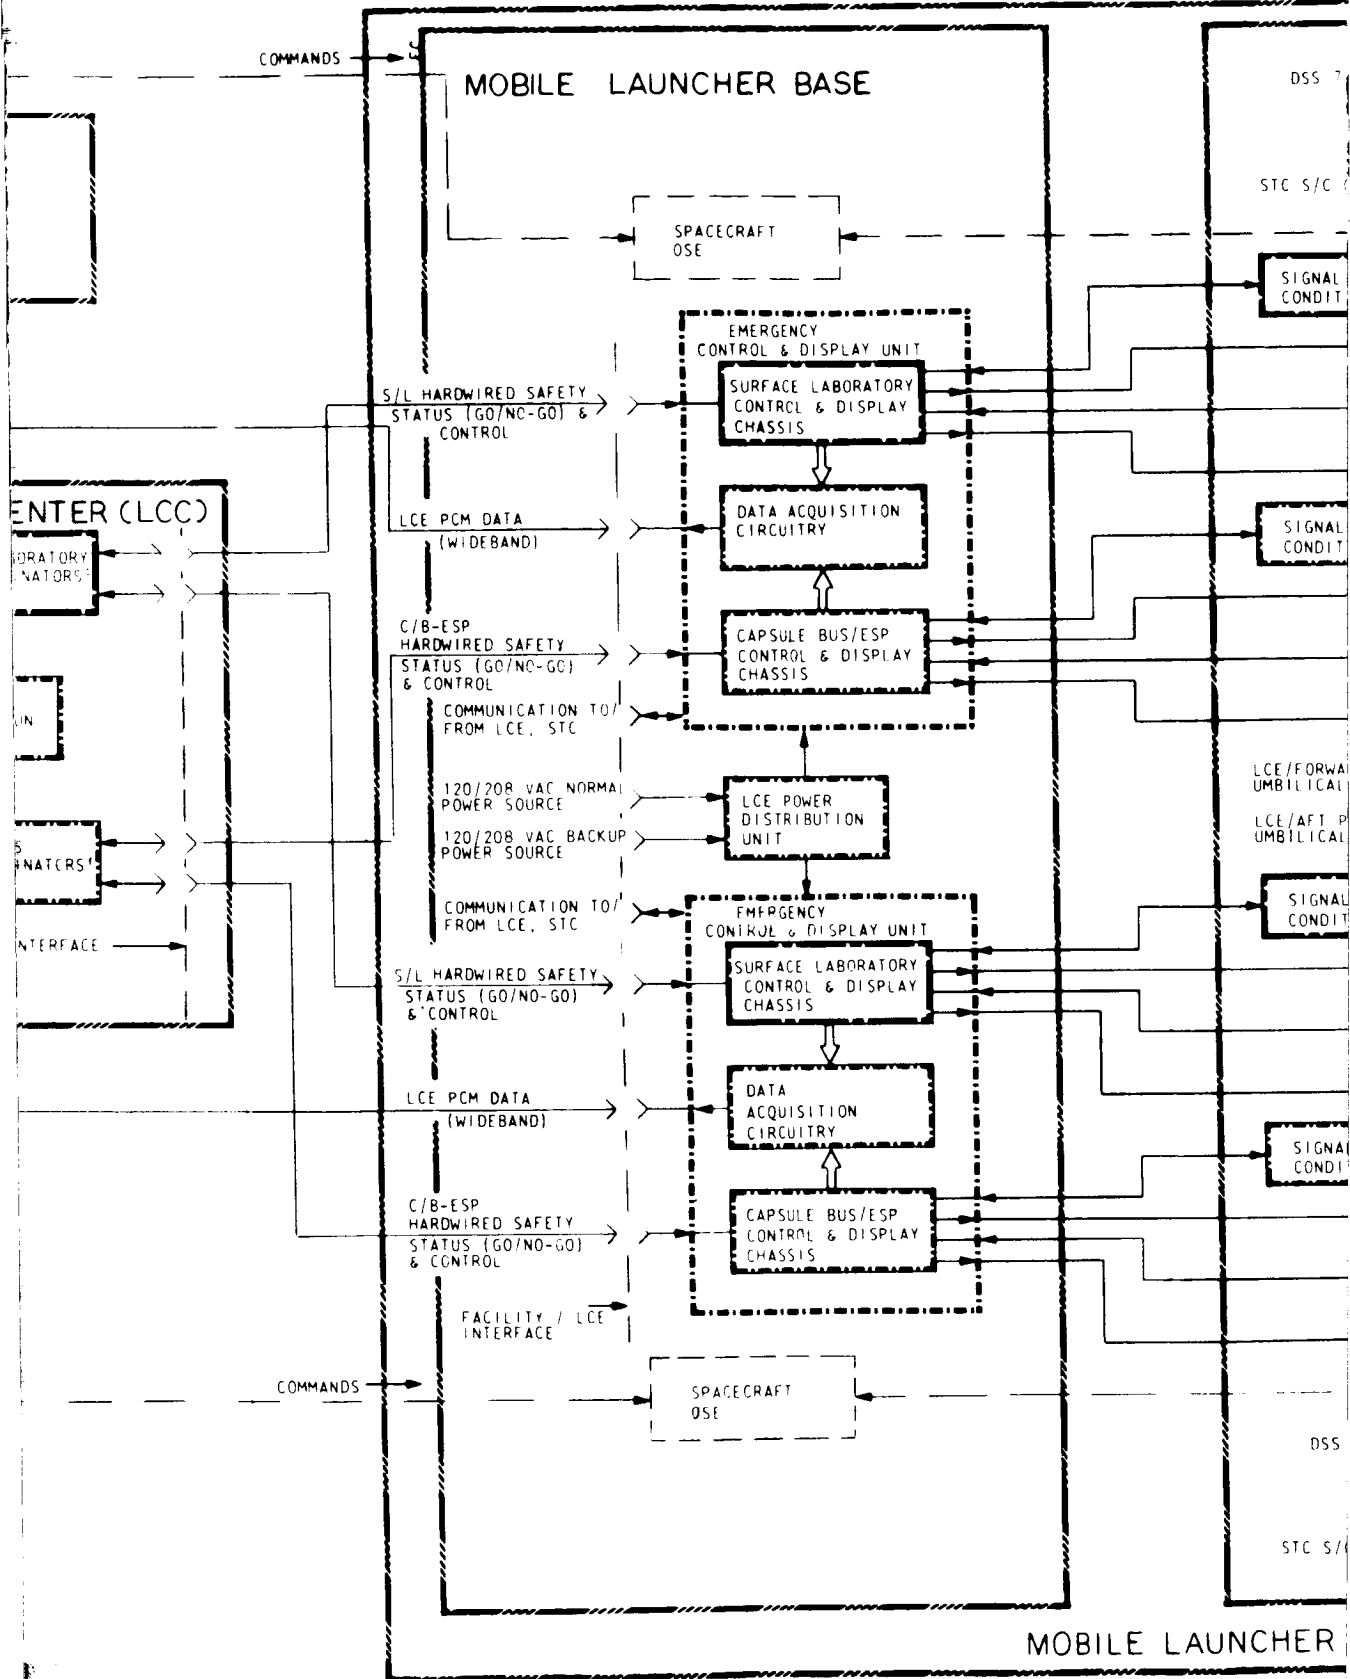 COMMANDS
MOBILE LAUNCHER BASE
DSS 7
STC S/C
SPACECRAFT
OSE
SIGNAL
CONDIT
EMERGENCY
CONTROL & DISPLAY UNIT
S/L HARDWIRED SAFETY
STATUS (GO/NO-GO) &
CONTROL
SURFACE LABORATORY
CONTROL & DISPLAY
CHASSIS
ENTER (LCC)
LCE PCM DATA
(WIDEBAND)
DATA ACQUISITION
CIRCUITRY
SIGNAL
CONDIT
ORATORY
NATORS
C/B-ESP
HARDWIRED SAFETY
STATUS (GO/NO-GO)
& CONTROL
CAPSULE BUS/ESP
CONTROL & DISPLAY
CHASSIS
IN
COMMUNICATION TO/
FROM LCE, STC
120/208 VAC NORMAL
POWER SOURCE
LCE POWER
DISTRIBUTION
UNIT
120/208 VAC BACKUP
POWER SOURCE
LCE/FORWA
UMBILICAL
LCE/AFT P
UMBILICAL
S
NATORS
COMMUNICATION TO/
FROM LCE, STC
EMERGENCY
CONTROL & DISPLAY UNIT
SIGNAL
CONDIT
NTERFACE
S/L HARDWIRED SAFETY
STATUS (GO/NO-GO)
& CONTROL
SURFACE LABORATORY
CONTROL & DISPLAY
CHASSIS
LCE PCM DATA
(WIDEBAND)
DATA
ACQUISITION
CIRCUITRY
SIGNAL
CONDI
C/B-ESP
HARDWIRED SAFETY
STATUS (GO/NO-GO)
& CONTROL
CAPSULE BUS/ESP
CONTROL & DISPLAY
CHASSIS
FACILITY / LCE
INTERFACE
COMMANDS
SPACECRAFT
OSE
DSS
STC S/
MOBILE LAUNCHER